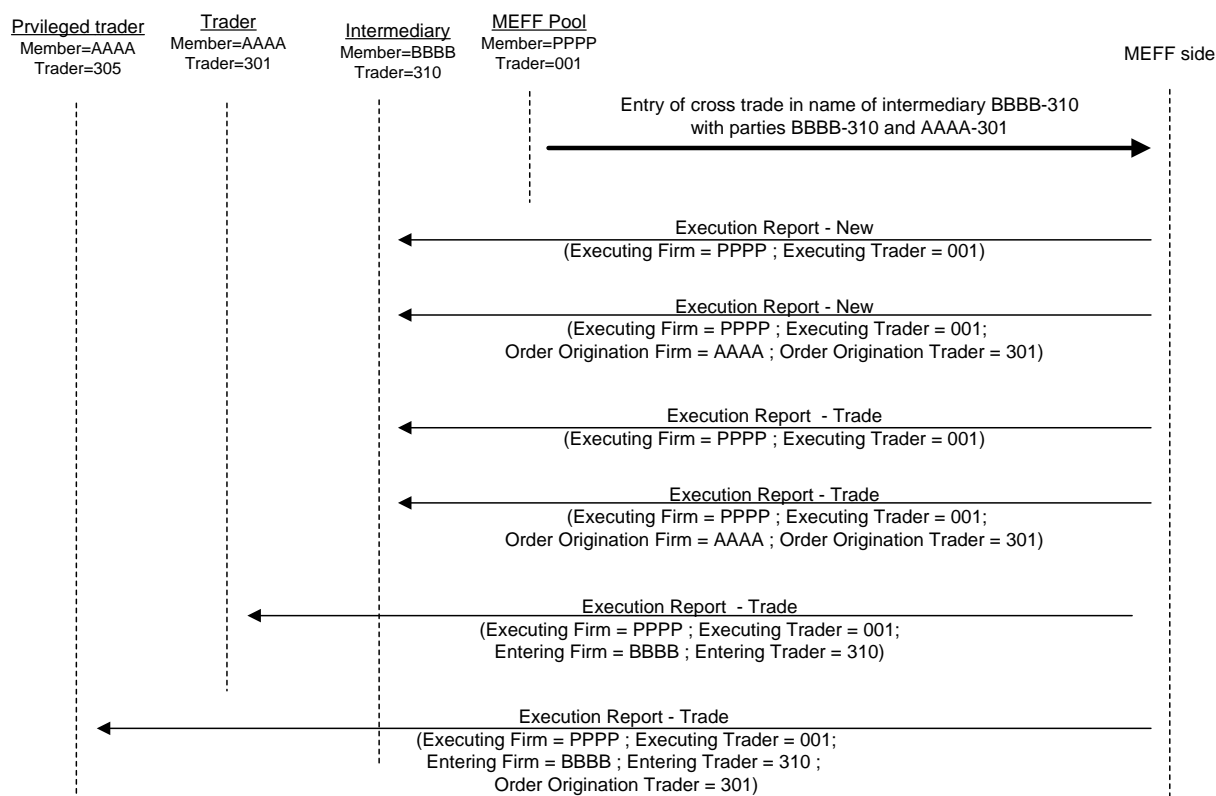 Prvileged trader
Member=AAAA
Trader=305
Trader
Member=AAAA
Trader=301
Intermediary
Member=BBBB
Trader=310
MEFF Pool
Member=PPPP
Trader=001
MEFF side
Entry of cross trade in name of intermediary BBBB-310
with parties BBBB-310 and AAAA-301
Execution Report - New
(Executing Firm = PPPP ; Executing Trader = 001)
Execution Report - New
(Executing Firm = PPPP ; Executing Trader = 001;
Order Origination Firm = AAAA ; Order Origination Trader = 301)
Execution Report - Trade
(Executing Firm = PPPP ; Executing Trader = 001)
Execution Report - Trade
(Executing Firm = PPPP ; Executing Trader = 001;
Order Origination Firm = AAAA ; Order Origination Trader = 301)
Execution Report - Trade
(Executing Firm = PPPP ; Executing Trader = 001;
Entering Firm = BBBB ; Entering Trader = 310)
Execution Report - Trade
(Executing Firm = PPPP ; Executing Trader = 001;
Entering Firm = BBBB ; Entering Trader = 310 ;
Order Origination Trader = 301)